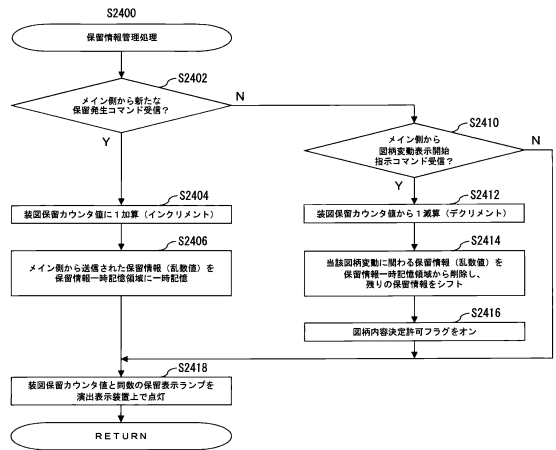 S2400
保留情報管理処理
S2402
メイン側から新たな
保留発生コマンド受信？
N
Y
S2410
メイン側から
図柄変動表示開始
指示コマンド受信？
N
Y
S2404
装図保留カウンタ値に１加算（インクリメント）
S2412
装図保留カウンタ値から１減算（デクリメント）
S2406
メイン側から送信された保留情報（乱数値）を
保留情報一時記憶領域に一時記憶
S2414
当該図柄変動に関わる保留情報（乱数値）を
保留情報一時記憶領域から削除し、
残りの保留情報をシフト
S2416
図柄内容決定許可フラグをオン
S2418
装図保留カウンタ値と同数の保留表示ランプを
演出表示装置上で点灯
ＲＥＴＵＲＮ